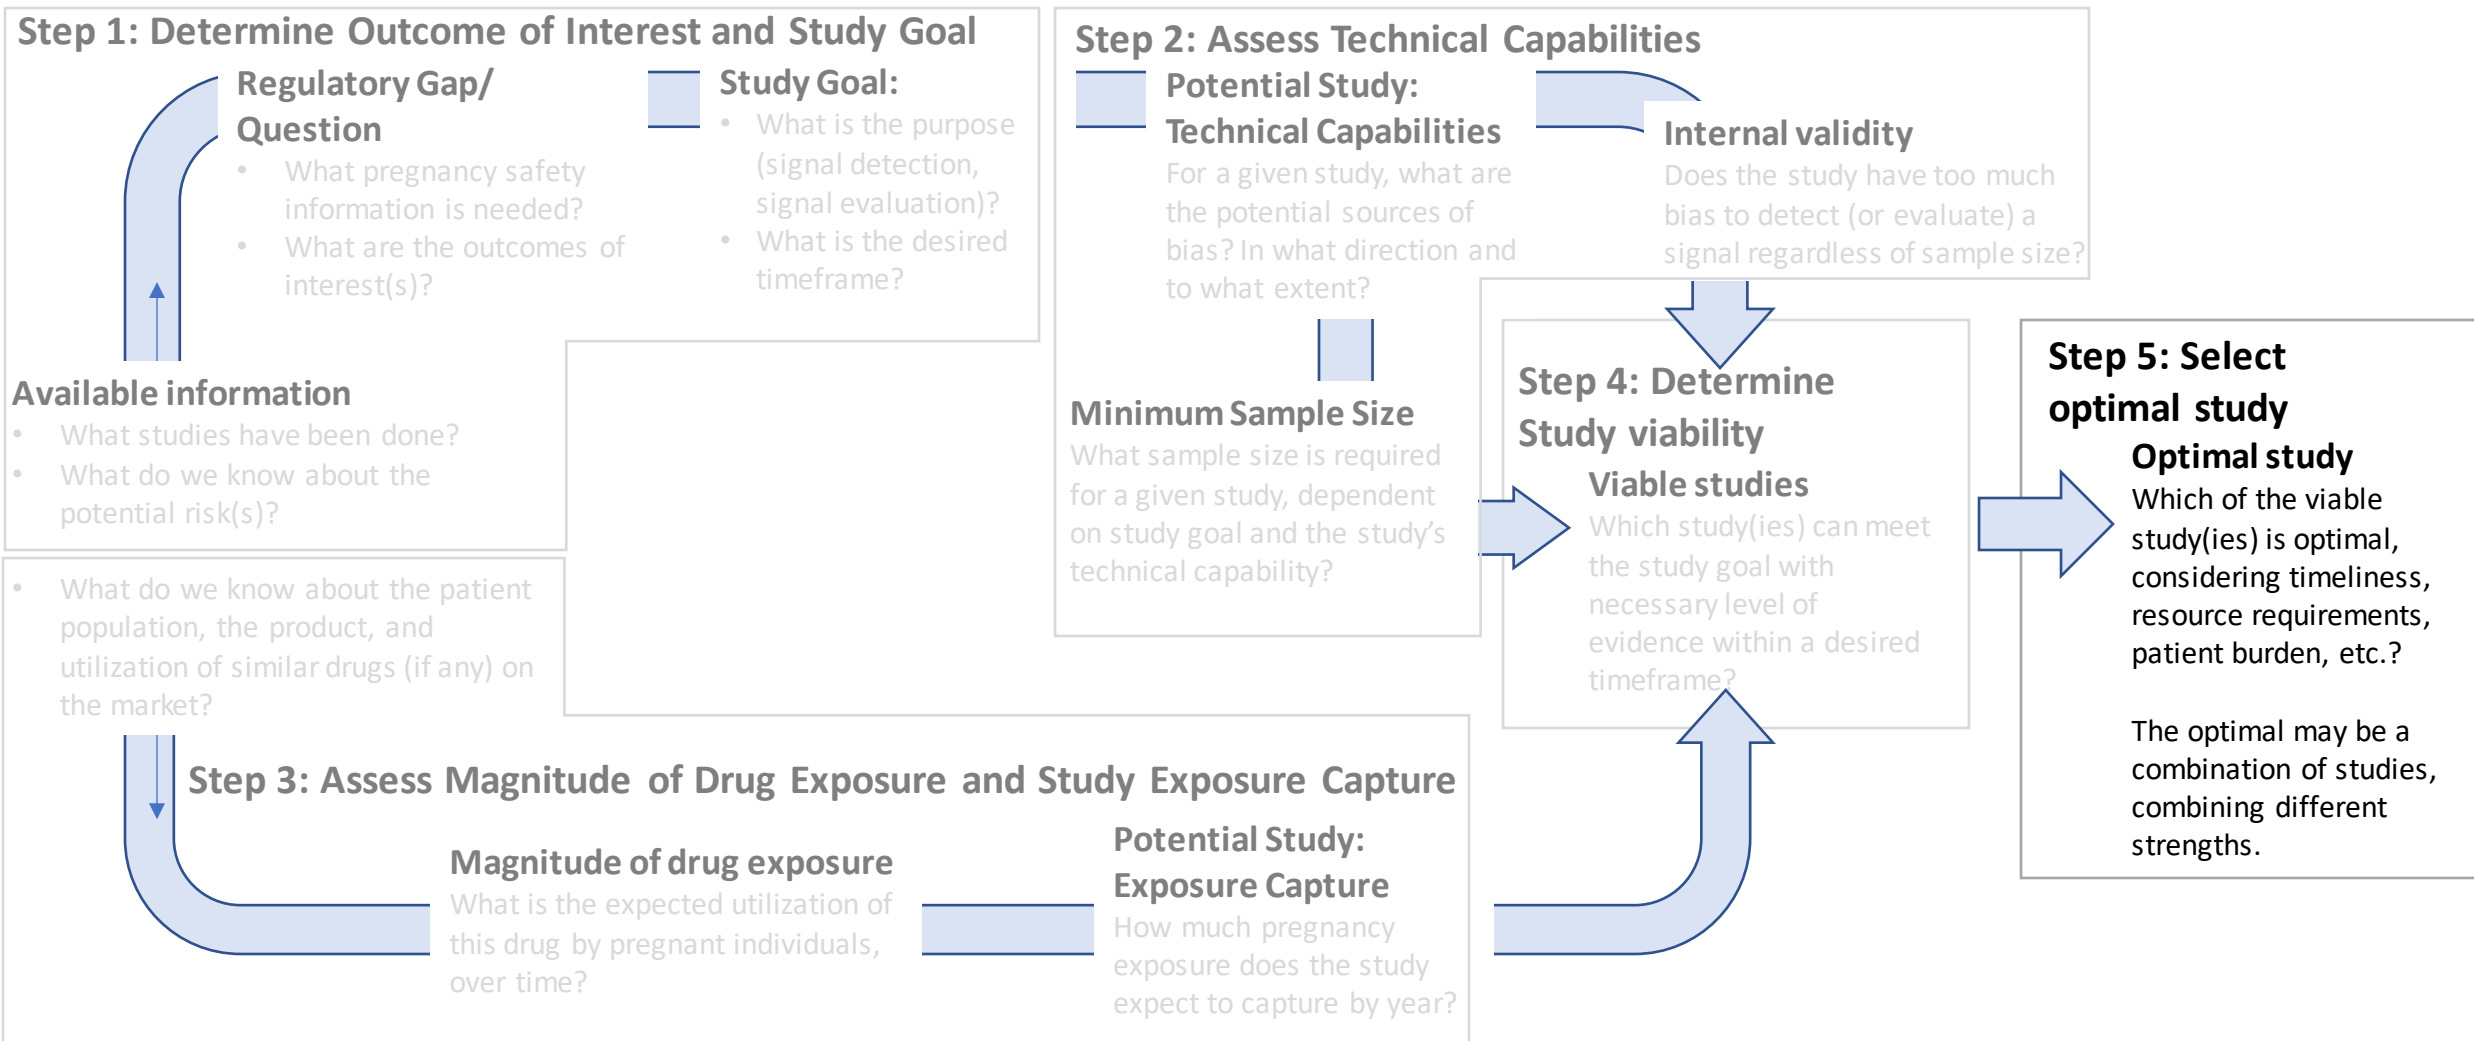 Step 1: Determine Outcome of Interest and Study Goal
Regulatory Gap/
Question
• What pregnancy safety
information is needed?
• What are the outcomes of
interest(s)?
Study Goal:
• What is the purpose
(signal detection,
signal evaluation)?
• What is the desired
timeframe?
Available information
• What studies have been done?
• What do we know about the
potential risk(s)?
• What do we know about the patient
population, the product, and
utilization of similar drugs (if any) on
the market?
Step 2: Assess Technical Capabilities
Potential Study:
Technical Capabilities
For a given study, what are
the potential sources of
bias? In what direction and
to what extent?
Internal validity
Does the study have too much
bias to detect (or evaluate) a
signal regardless of sample size?
Minimum Sample Size
What sample size is required
for a given study, dependent
on study goal and the study's
technical capability?
Step 3: Assess Magnitude of Drug Exposure and Study Exposure Capture
Magnitude of drug exposure
What is the expected utilization of
this drug by pregnant individuals,
over time?
Potential Study:
Exposure Capture
How much pregnancy
exposure does the study
expect to capture by year?
Step 4: Determine
Study viability
Viable studies
Which study(ies) can meet
the study goal with
necessary level of
evidence within a desired
timeframe?
Step 5: Select
optimal study
Optimal study
Which of the viable
study(ies) is optimal,
considering timeliness,
resource requirements,
patient burden, etc.?
The optimal may be a
combination of studies,
combining different
strengths.